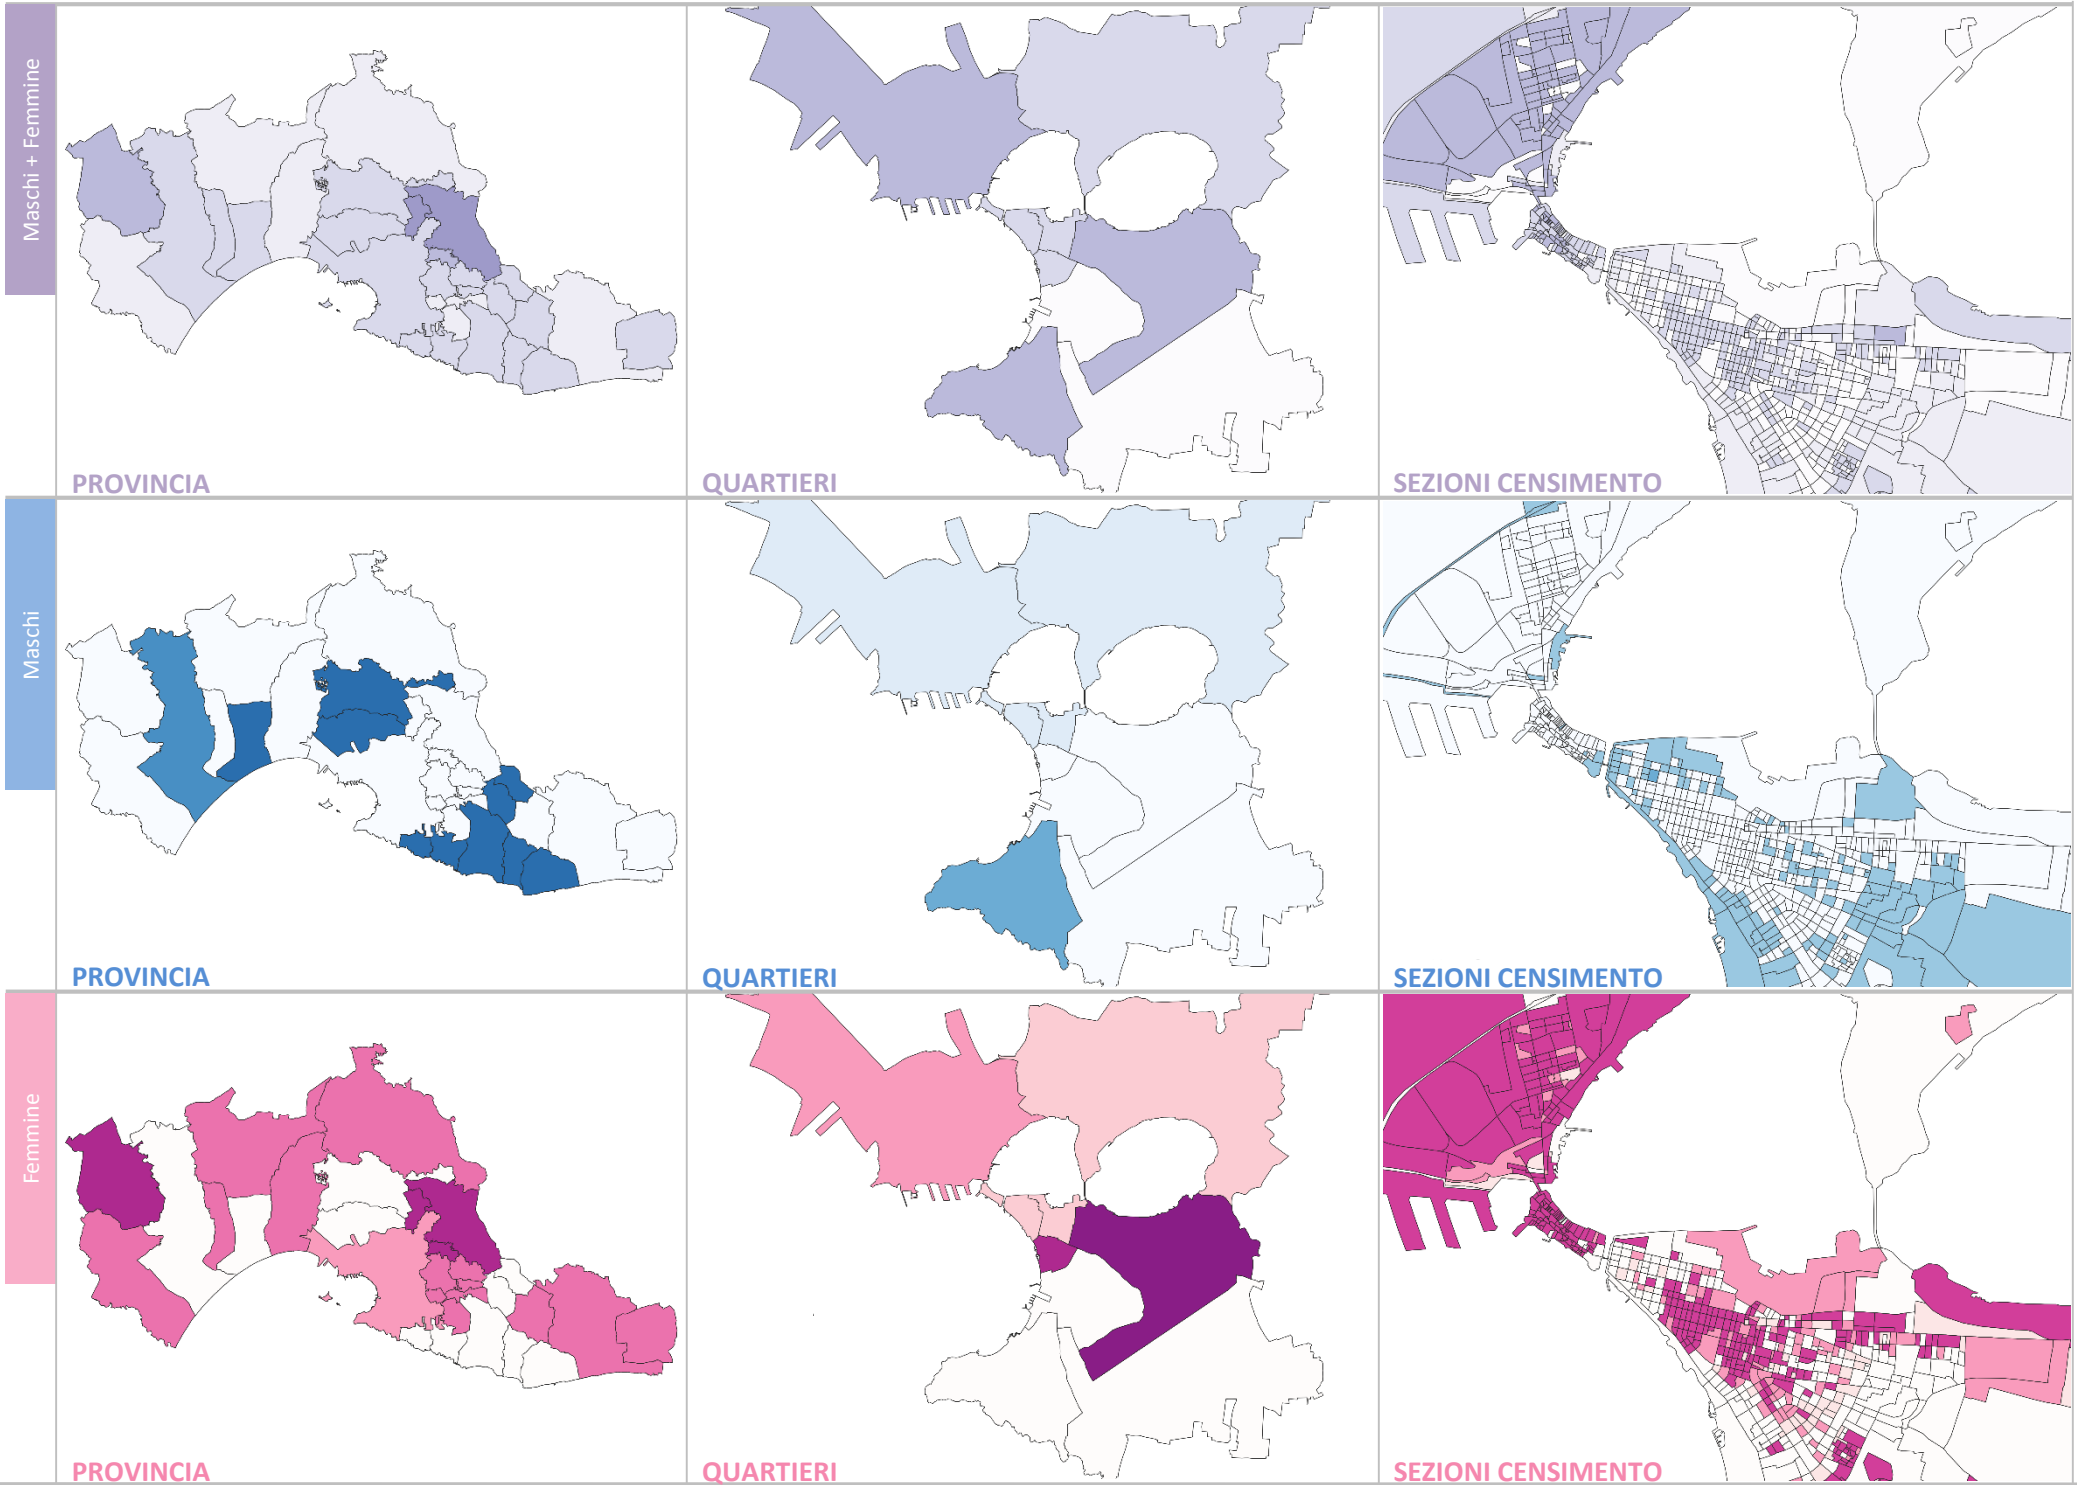 Maschi + Femmine
PROVINCIA
QUARTIERI
SEZIONI CENSIMENTO
Maschi
PROVINCIA
QUARTIERI
SEZIONI CENSIMENTO
Femmine
PROVINCIA
QUARTIERI
SEZIONI CENSIMENTO